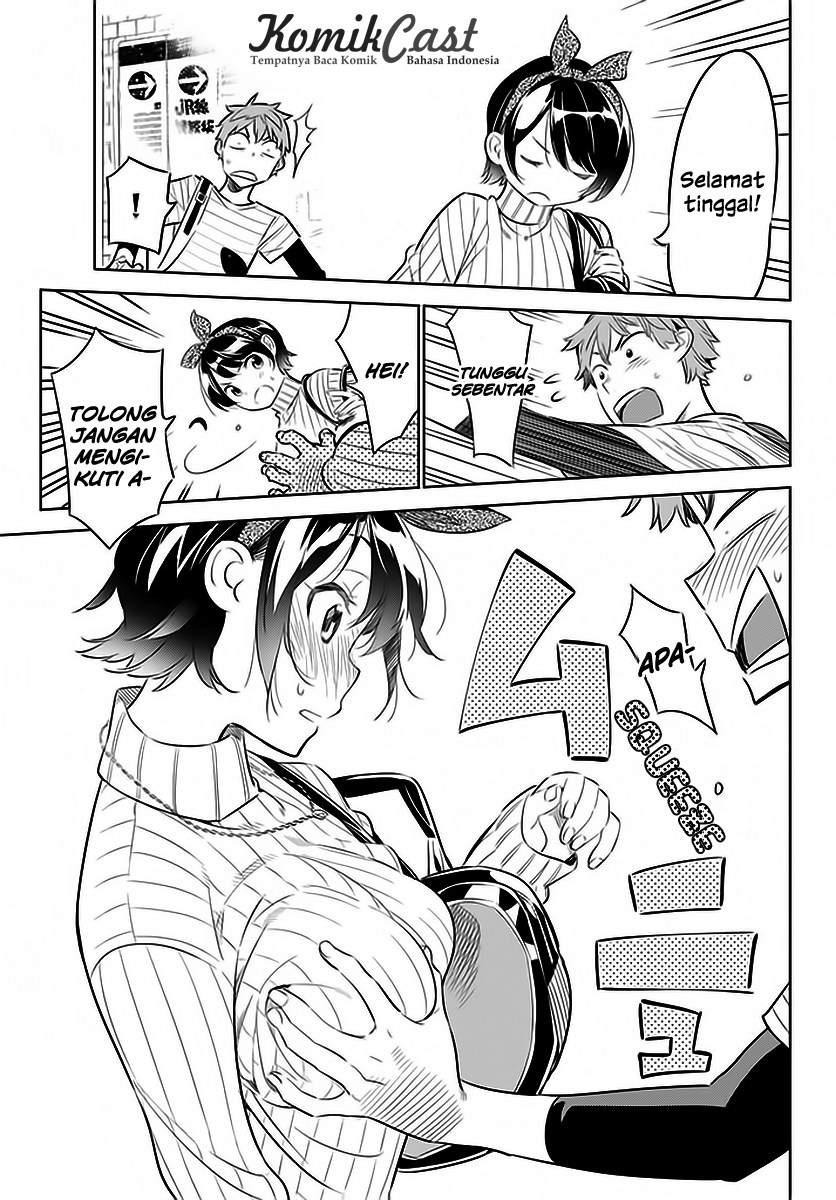 KomikCast
Tempatnya Baca Komik Bahasa Indonesia
JR線
Selamat
tinggal!
!
TUNGGU
SEBENTAR
HEI!
TOLONG
JANGAN
MENGI-
KUTI A-
APA-
ムニュ
SQUEEZE